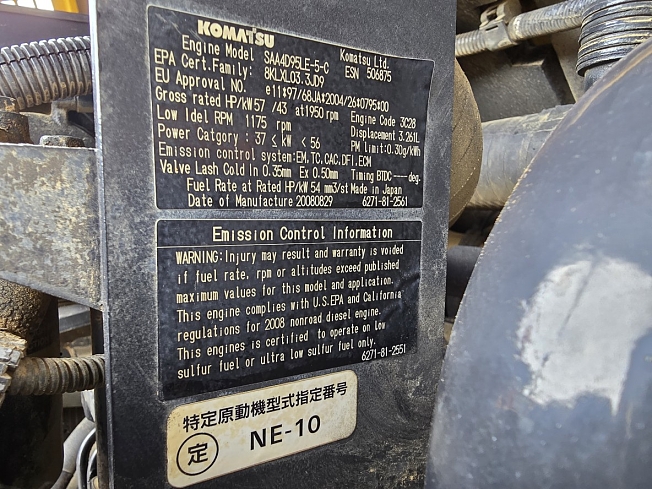 KOMATSU
Engine Model SAA4D95LE-5-C Komatsu Ltd.
EPA Cert.Family: 8KLXL03.3JD9 ESN 506875
EU Approval NO. e11*97/68JA*2004/26*0795*00
Gross rated HP/kW 57 /43 at1950 rpm Engine Code 3C28
Low Idel RPM 1175 rpm Displacement 3.261L
Power Catgory : 37 ≤ kW < 56 PM limit:0.30g/kWh
Emission control system:EM,TC,CAC,DFI,ECM
Valve Lash Cold In 0.35mm Ex 0.50mm Timing BTDC --- deg.
Fuel Rate at Rated HP/kW 54 mm3/st Made in Japan
Date of Manufacture 20080829 6271-81-2561
Emission Control Information
WARNING:Injury may result and warranty is voided
if fuel rate, rpm or altitudes exceed published
maximum values for this model and application.
This engine complies with U.S.EPA and California
regulations for 2008 nonroad diesel engine.
This engines is certified to operate on Low
sulfur fuel or ultra low sulfur fuel only.
6271-81-2551
特定原動機型式指定番号
定 NE-10